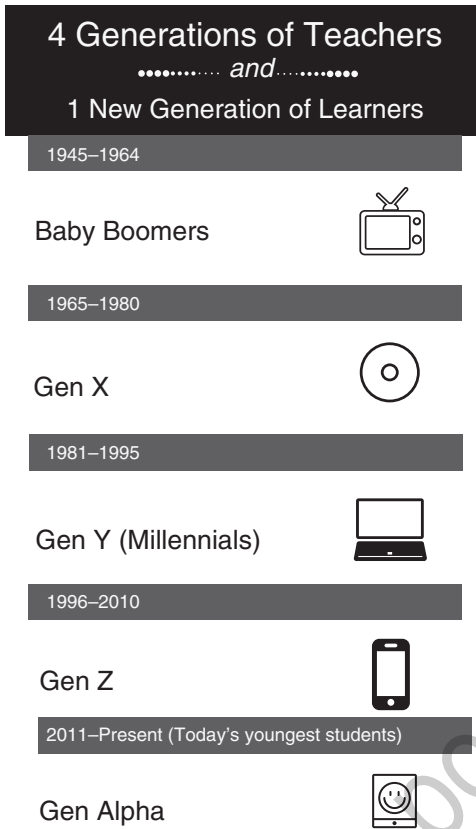 4 Generations of Teachers
and
1 New Generation of Learners
1945–1964
Baby Boomers
1965–1980
Gen X
1981–1995
Gen Y (Millennials)
1996–2010
Gen Z
2011–Present (Today's youngest students)
Gen Alpha